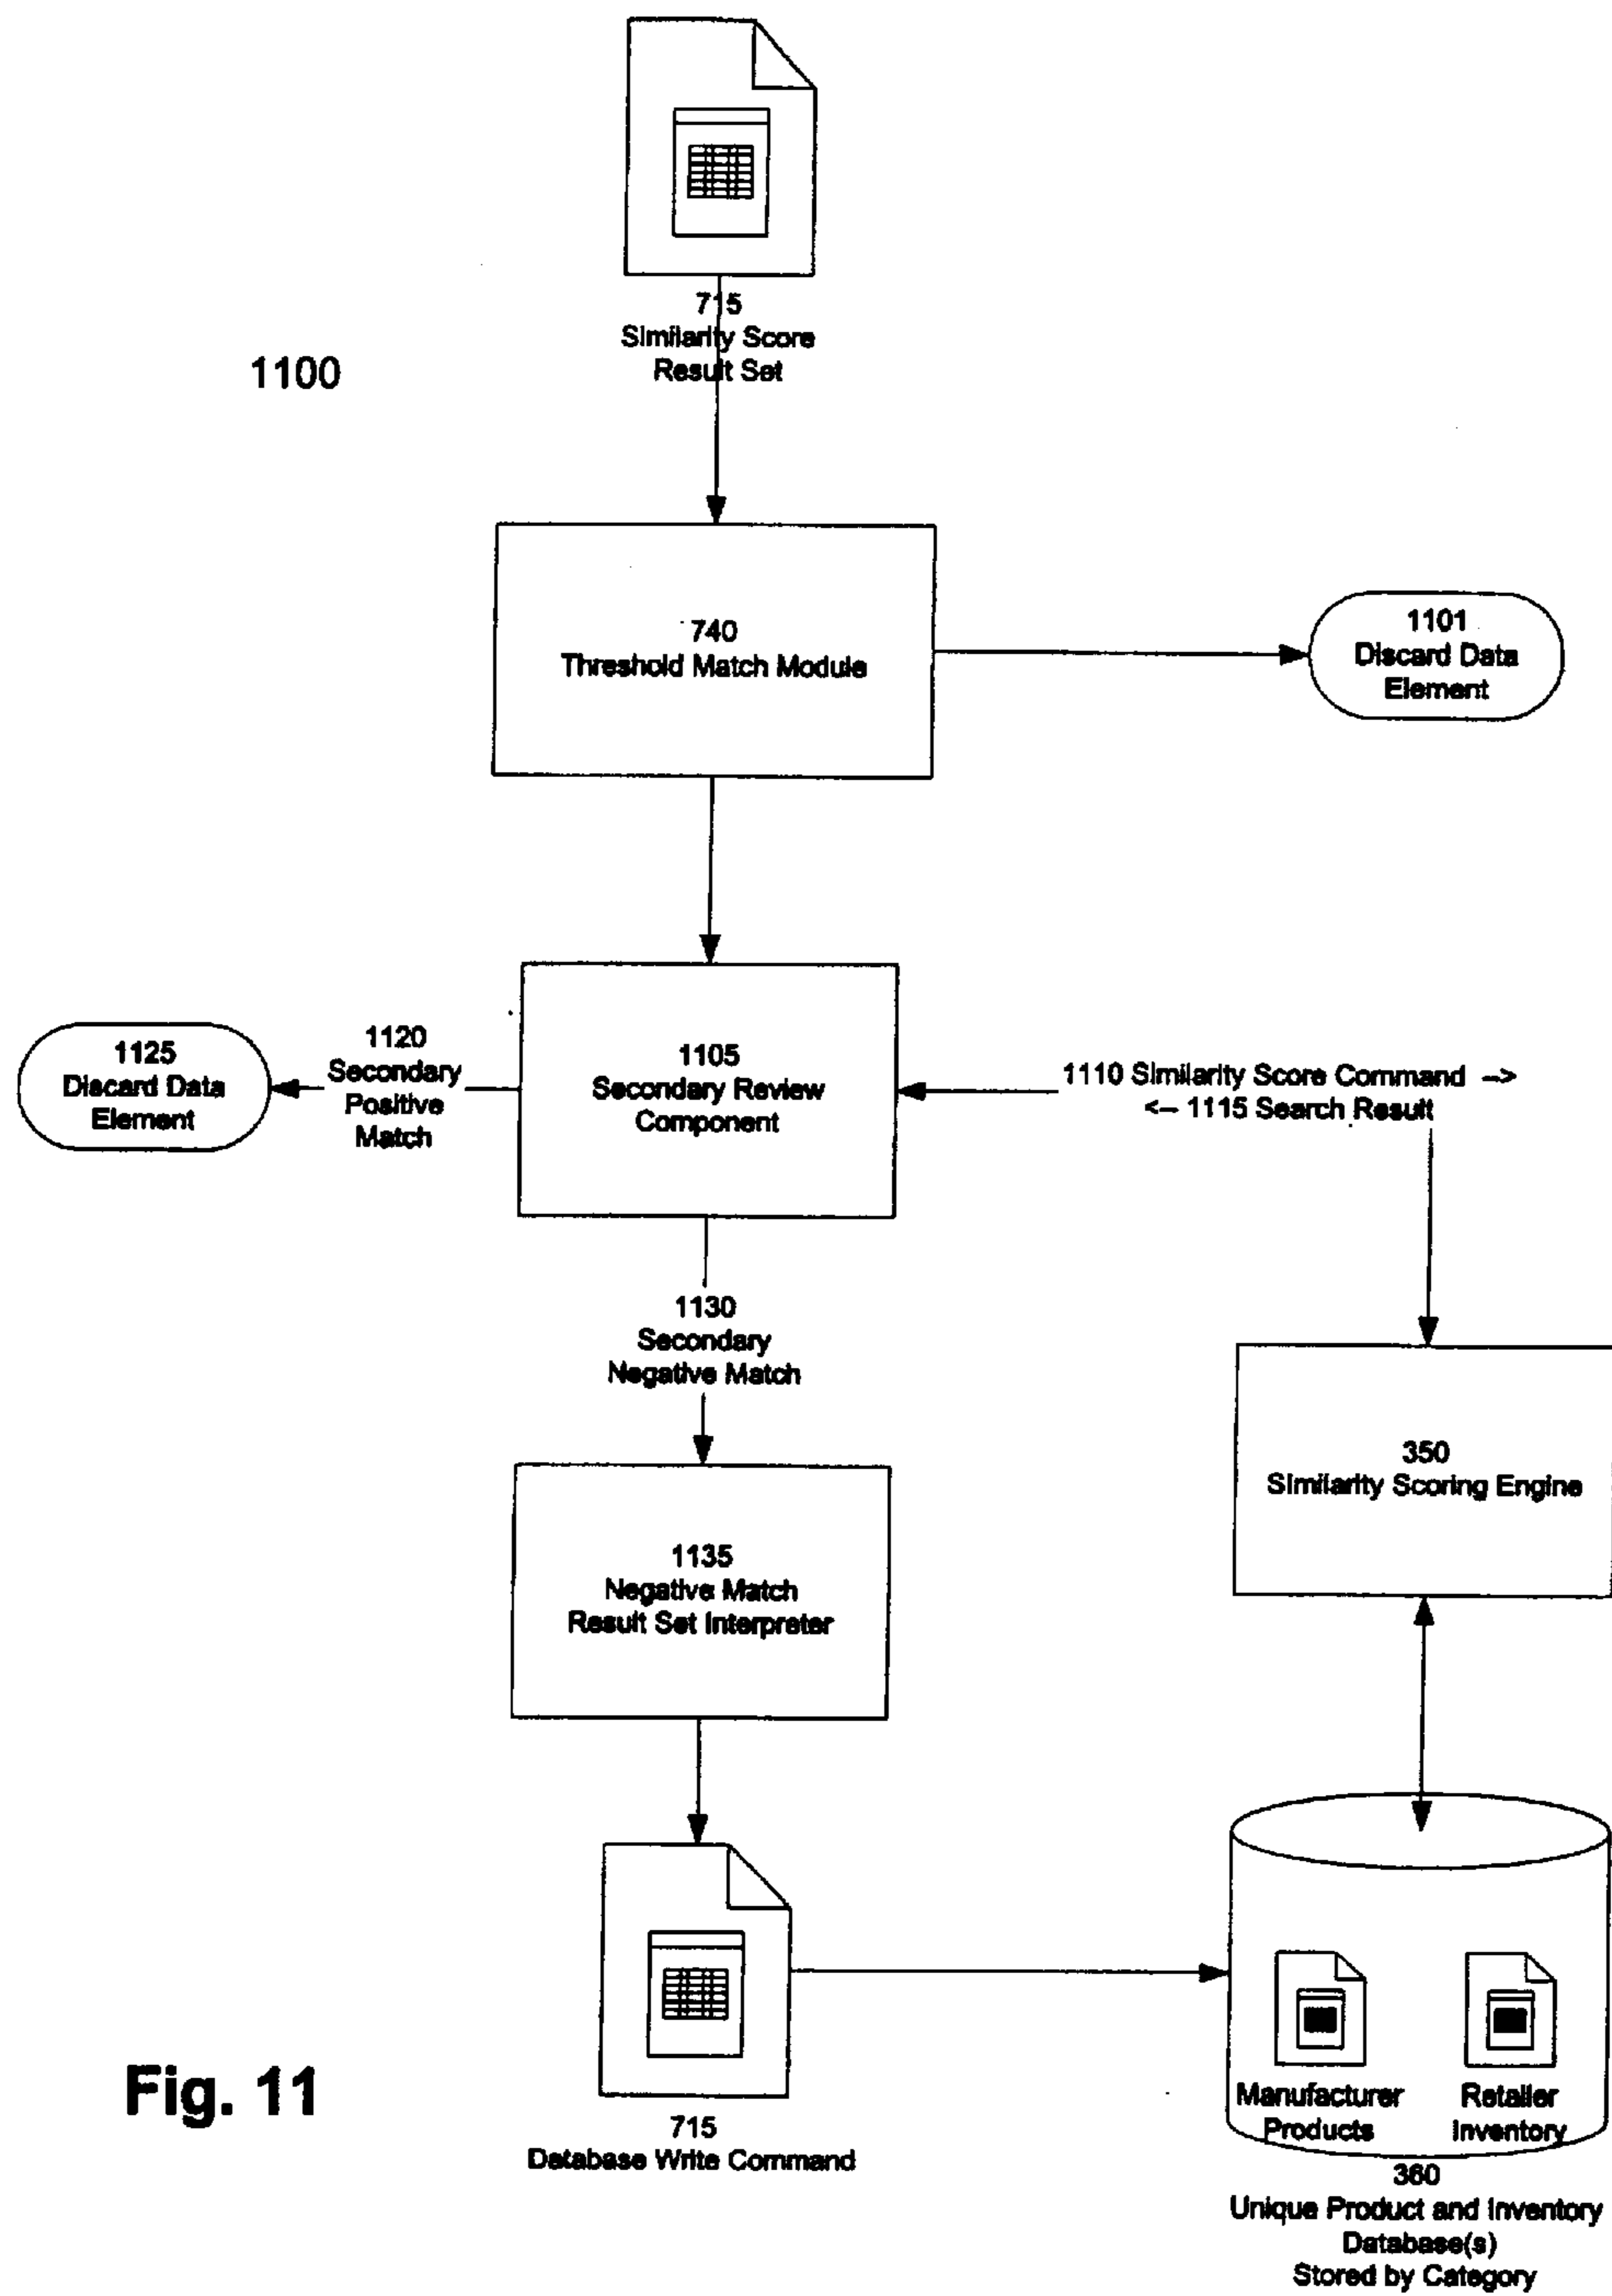 715
Similarity Score
Result Set
1100
740
Threshold Match Module
1101
Discard Data
Element
1125
Discard Data
Element
1120
Secondary
Positive
Match
1105
Secondary Review
Component
1110 Similarity Score Command -->
<-- 1115 Search Result
1130
Secondary
Negative Match
350
Similarity Scoring Engine
1135
Negative Match
Result Set Interpreter
Manufacturer
Products
Retailer
Inventory
Fig. 11
715
Database Write Command
360
Unique Product and Inventory
Database(s)
Stored by Category